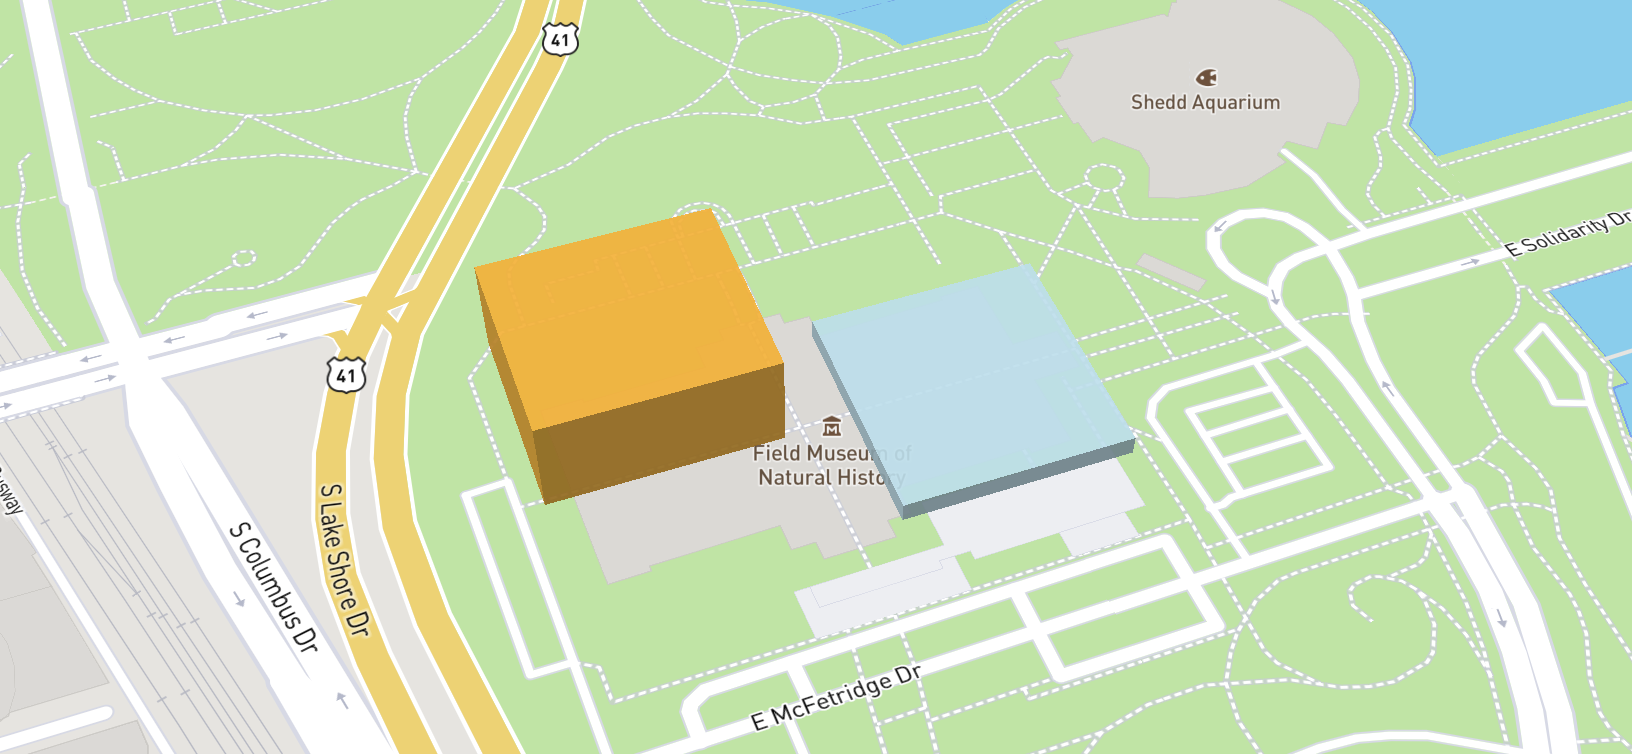 41
Shedd Aquarium
E Solidarity Dr
41
Field Museum of
Natural History
S Lake Shore Dr
S Columbus Dr
E McFetridge Dr